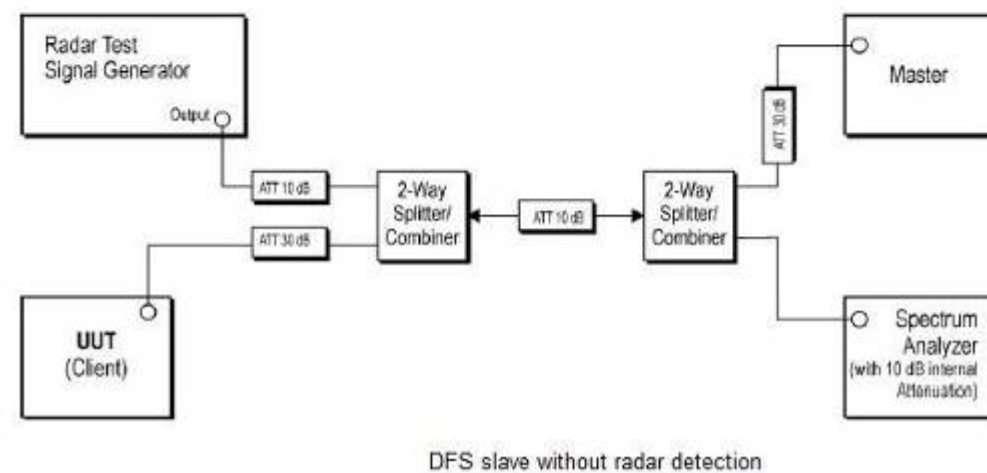 Radar Test
Signal Generator
Output
ATT 10 dB
ATT 30 dB
2-Way
Splitter/
Combiner
ATT 10 dB
2-Way
Splitter/
Combiner
ATT 30 dB
Master
UUT
(Client)
Spectrum
Analyzer
(with 10 dB internal
Attenuation)
DFS slave without radar detection